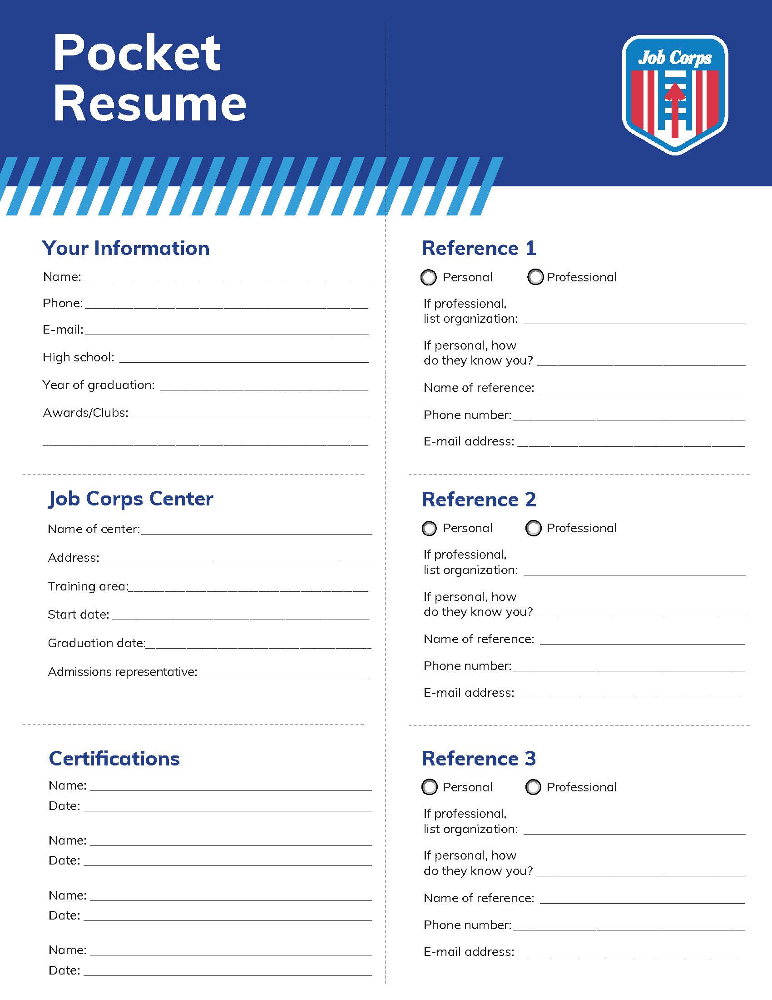 Pocket
Resume
Job Corps
Your Information
Name:
Phone:
E-mail:
High school:
Year of graduation:
Awards/Clubs:
Job Corps Center
Name of center:
Address:
Training area:
Start date:
Graduation date:
Admissions representative:
Certifications
Name:
Date:
Name:
Date:
Name:
Date:
Name:
Date:
Reference 1
Personal Professional
If professional,
list organization:
If personal, how
do they know you?
Name of reference:
Phone number:
E-mail address:
Reference 2
Personal Professional
If professional,
list organization:
If personal, how
do they know you?
Name of reference:
Phone number:
E-mail address:
Reference 3
Personal Professional
If professional,
list organization:
If personal, how
do they know you?
Name of reference:
Phone number:
E-mail address: